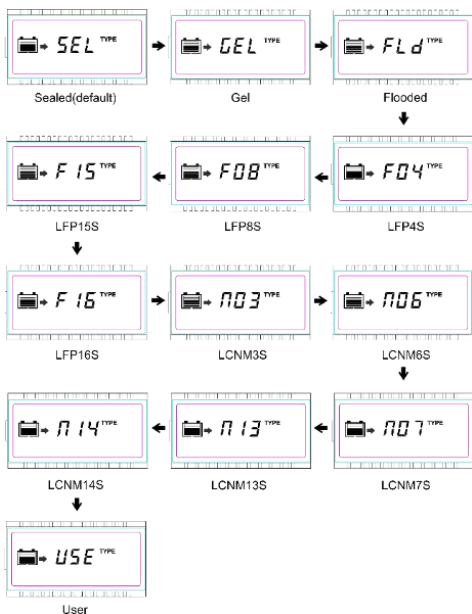 SEL TYPE GEL TYPE FLd TYPE
Sealed(default) Gel Flooded
F15 TYPE F08 TYPE F04 TYPE
LFP15S LFP8S LFP4S
F16 TYPE n03 TYPE n06 TYPE
LFP16S LCNM3S LCNM6S
n14 TYPE n13 TYPE n07 TYPE
LCNM14S LCNM13S LCNM7S
USE TYPE
User